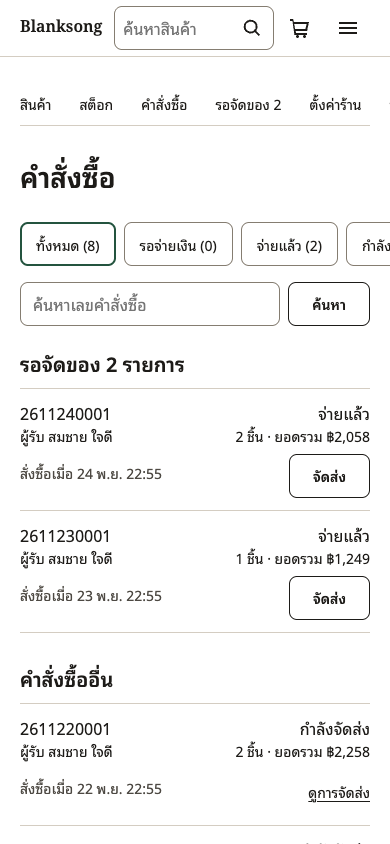 Blanksong
ค้นหาสินค้า
สินค้า สต็อก คำสั่งซื้อ รอจัดของ 2 ตั้งค่าร้าน
คำสั่งซื้อ
ทั้งหมด (8) รอจ่ายเงิน (0) จ่ายแล้ว (2) กำลัง
ค้นหาเลขคำสั่งซื้อ ค้นหา
รอจัดของ 2 รายการ
2611240001 จ่ายแล้ว
ผู้รับ สมชาย ใจดี 2 ชิ้น · ยอดรวม ฿2,058
สั่งซื้อเมื่อ 24 พ.ย. 22:55 จัดส่ง
2611230001 จ่ายแล้ว
ผู้รับ สมชาย ใจดี 1 ชิ้น · ยอดรวม ฿1,249
สั่งซื้อเมื่อ 23 พ.ย. 22:55 จัดส่ง
คำสั่งซื้ออื่น
2611220001 กำลังจัดส่ง
ผู้รับ สมชาย ใจดี 2 ชิ้น · ยอดรวม ฿2,258
สั่งซื้อเมื่อ 22 พ.ย. 22:55 ดูการจัดส่ง